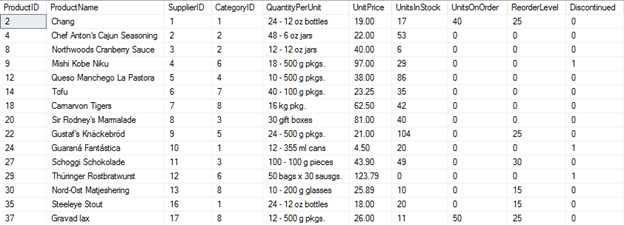 ProductID ProductName SupplierID CategoryID QuantityPerUnit UnitPrice UnitsInStock UnitsOnOrder ReorderLevel Discontinued
2 Chang 1 1 24 - 12 oz bottles 19.00 17 40 25 0
4 Chef Anton's Cajun Seasoning 2 2 48 - 6 oz jars 22.00 53 0 0 0
8 Northwoods Cranberry Sauce 3 2 12 - 12 oz jars 40.00 6 0 0 0
9 Mishi Kobe Niku 4 6 18 - 500 g pkgs. 97.00 29 0 0 1
12 Queso Manchego La Pastora 5 4 10 - 500 g pkgs. 38.00 86 0 0 0
14 Tofu 6 7 40 - 100 g pkgs. 23.25 35 0 0 0
18 Carnarvon Tigers 7 8 16 kg pkg. 62.50 42 0 0 0
20 Sir Rodney's Marmalade 8 3 30 gift boxes 81.00 40 0 0 0
22 Gustaf's Knäckebröd 9 5 24 - 500 g pkgs. 21.00 104 0 25 0
24 Guaraná Fantástica 10 1 12 - 355 ml cans 4.50 20 0 0 1
27 Schoggi Schokolade 11 3 100 - 100 g pieces 43.90 49 0 30 0
29 Thüringer Rostbratwurst 12 6 50 bags x 30 sausgs. 123.79 0 0 0 1
30 Nord-Ost Matjeshering 13 8 10 - 200 g glasses 25.89 10 0 15 0
35 Steeleye Stout 16 1 24 - 12 oz bottles 18.00 20 0 15 0
37 Gravad lax 17 8 12 - 500 g pkgs. 26.00 11 50 25 0